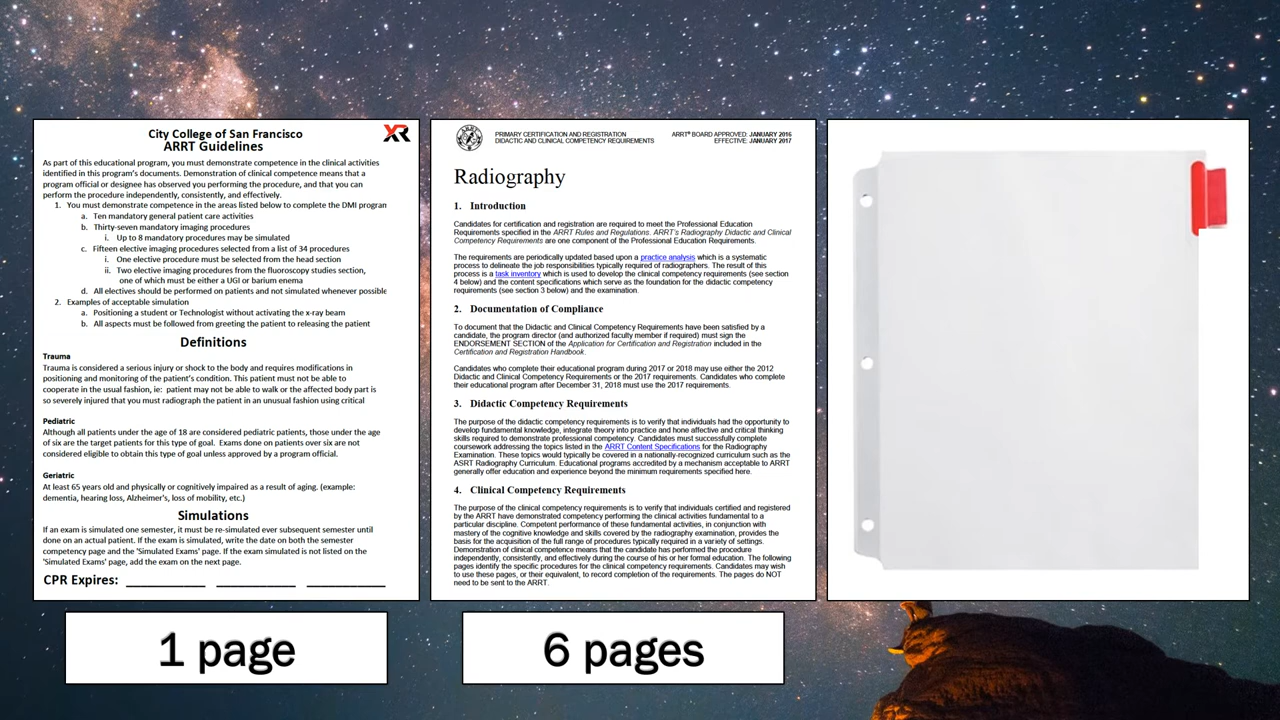 City College of San Francisco
ARRT Guidelines
XR
As part of this educational program, you must demonstrate competence in the clinical activities
identified in this program's documents. Demonstration of clinical competence means that a
program official or designee has observed you performing the procedure, and that you can
perform the procedure independently, consistently, and effectively.
1. You must demonstrate competence in the areas listed below to complete the DMI program
a. Ten mandatory general patient care activities
b. Thirty-seven mandatory imaging procedures
i. Up to 8 mandatory procedures may be simulated
c. Fifteen elective imaging procedures selected from a list of 34 procedures
i. One elective procedure must be selected from the head section
ii. Two elective imaging procedures from the fluoroscopy studies section,
one of which must be either a UGI or barium enema
d. All electives should be performed on patients and not simulated whenever possible
2. Examples of acceptable simulation
a. Positioning a student or Technologist without activating the x-ray beam
b. All aspects must be followed from greeting the patient to releasing the patient
Definitions
Trauma
Trauma is considered a serious injury or shock to the body and requires modifications in
positioning and monitoring of the patient's condition. This patient must not be able to
cooperate in the usual fashion, ie: patient may not be able to walk or the affected body part is
so severely injured that you must radiograph the patient in an unusual fashion using critical
Pediatric
Although all patients under the age of 18 are considered pediatric patients, those under the age
of six are the target patients for this type of goal. Exams done on patients over six are not
considered eligible to obtain this type of goal unless approved by a program official.
Geriatric
At least 65 years old and physically or cognitively impaired as a result of aging. (example:
dementia, hearing loss, Alzheimer's, loss of mobility, etc.)
Simulations
If an exam is simulated one semester, it must be re-simulated ever subsequent semester until
done on an actual patient. If the exam is simulated, write the date on both the semester
competency page and the 'Simulated Exams' page. If the exam simulated is not listed on the
'Simulated Exams' page, add the exam on the next page.
CPR Expires: ____________ ____________ ____________
1 page
PRIMARY CERTIFICATION AND REGISTRATION
DIDACTIC AND CLINICAL COMPETENCY REQUIREMENTS
ARRT® BOARD APPROVED: JANUARY 2016
EFFECTIVE: JANUARY 2017
Radiography
1. Introduction
Candidates for certification and registration are required to meet the Professional Education
Requirements specified in the ARRT Rules and Regulations. ARRT's Radiography Didactic and Clinical
Competency Requirements are one component of the Professional Education Requirements.
The requirements are periodically updated based upon a practice analysis which is a systematic
process to delineate the job responsibilities typically required of radiographers. The result of this
process is a task inventory which is used to develop the clinical competency requirements (see section
4 below) and the content specifications which serve as the foundation for the didactic competency
requirements (see section 3 below) and the examination.
2. Documentation of Compliance
To document that the Didactic and Clinical Competency Requirements have been satisfied by a
candidate, the program director (and authorized faculty member if required) must sign the
ENDORSEMENT SECTION of the Application for Certification and Registration included in the
Certification and Registration Handbook.
Candidates who complete their educational program during 2017 or 2018 may use either the 2012
Didactic and Clinical Competency Requirements or the 2017 requirements. Candidates who complete
their educational program after December 31, 2018 must use the 2017 requirements.
3. Didactic Competency Requirements
The purpose of the didactic competency requirements is to verify that individuals had the opportunity to
develop fundamental knowledge, integrate theory into practice and hone affective and critical thinking
skills required to demonstrate professional competency. Candidates must successfully complete
coursework addressing the topics listed in the ARRT Content Specifications for the Radiography
Examination. These topics would typically be covered in a nationally-recognized curriculum such as the
ASRT Radiography Curriculum. Educational programs accredited by a mechanism acceptable to ARRT
generally offer education and experience beyond the minimum requirements specified here.
4. Clinical Competency Requirements
The purpose of the clinical competency requirements is to verify that individuals certified and registered
by the ARRT have demonstrated competency performing the clinical activities fundamental to a
particular discipline. Competent performance of these fundamental activities, in conjunction with
mastery of the cognitive knowledge and skills covered by the radiography examination, provides the
basis for the acquisition of the full range of procedures typically required in a variety of settings.
Demonstration of clinical competence means that the candidate has performed the procedure
independently, consistently, and effectively during the course of his or her formal education. The following
pages identify the specific procedures for the clinical competency requirements. Candidates may wish
to use these pages, or their equivalent, to record completion of the requirements. The pages do NOT
need to be sent to the ARRT.
6 pages